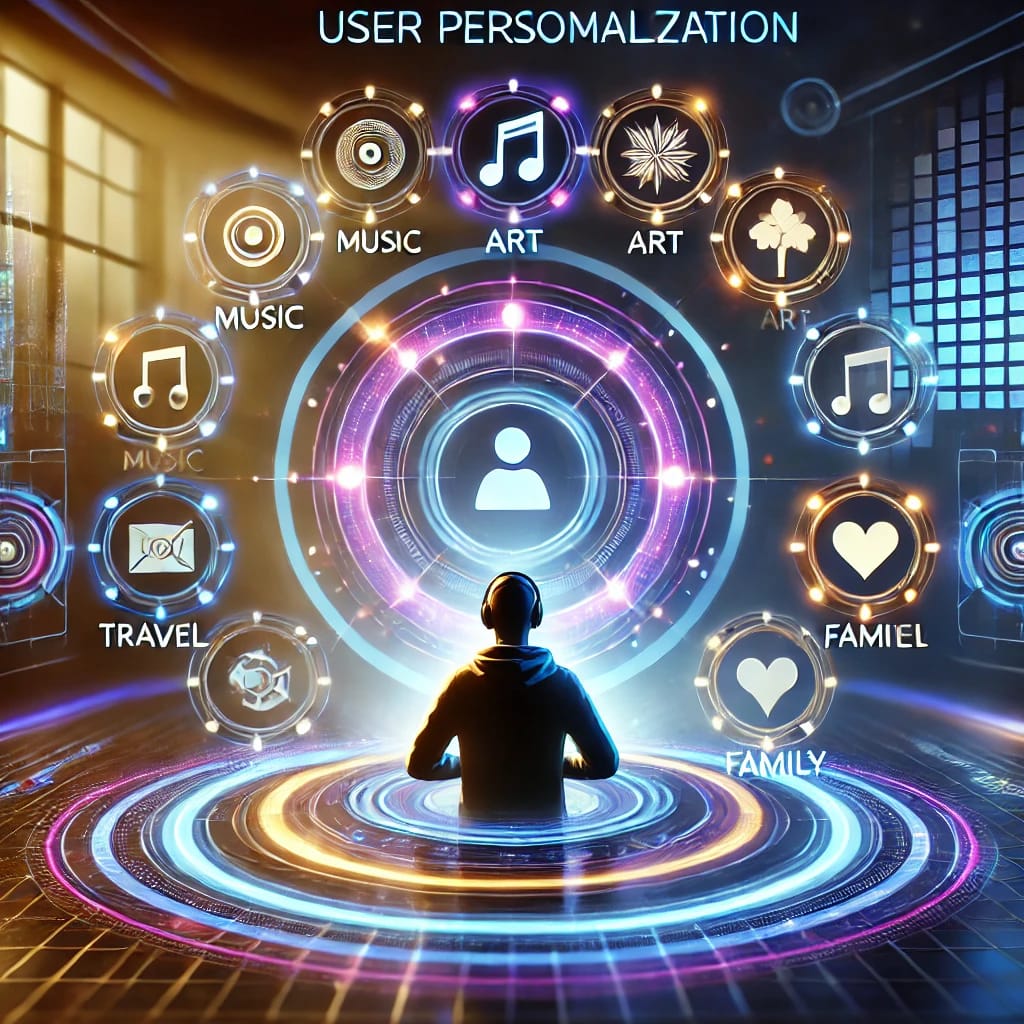 USER PERSOMALZATION
MUSIC
ART
ART
MUSIC
ART
MUSIC
TRAVEL
FAMIEL
FAMILY